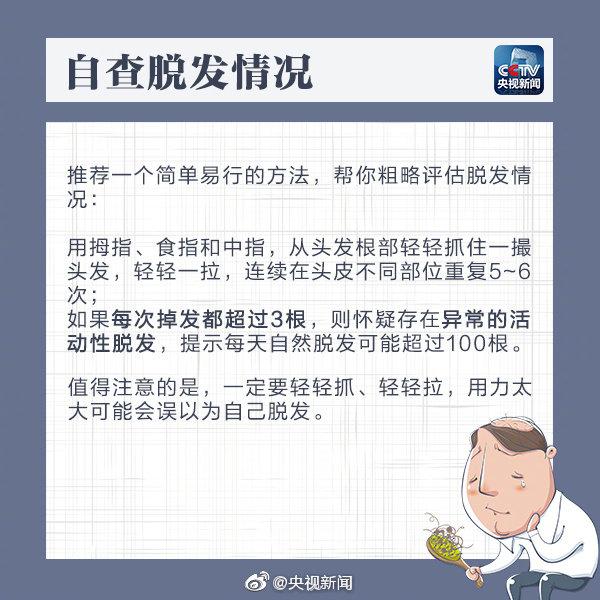 自查脱发情况
CCTV
央视新闻
推荐一个简单易行的方法，帮你粗略评估脱发情
况：
用拇指、食指和中指，从头发根部轻轻抓住一撮
头发，轻轻一拉，连续在头皮不同部位重复5~6
次；
如果每次掉发都超过3根，则怀疑存在异常的活
动性脱发，提示每天自然脱发可能超过100根。
值得注意的是，一定要轻轻抓、轻轻拉，用力太
大可能会误以为自己脱发。
@央视新闻